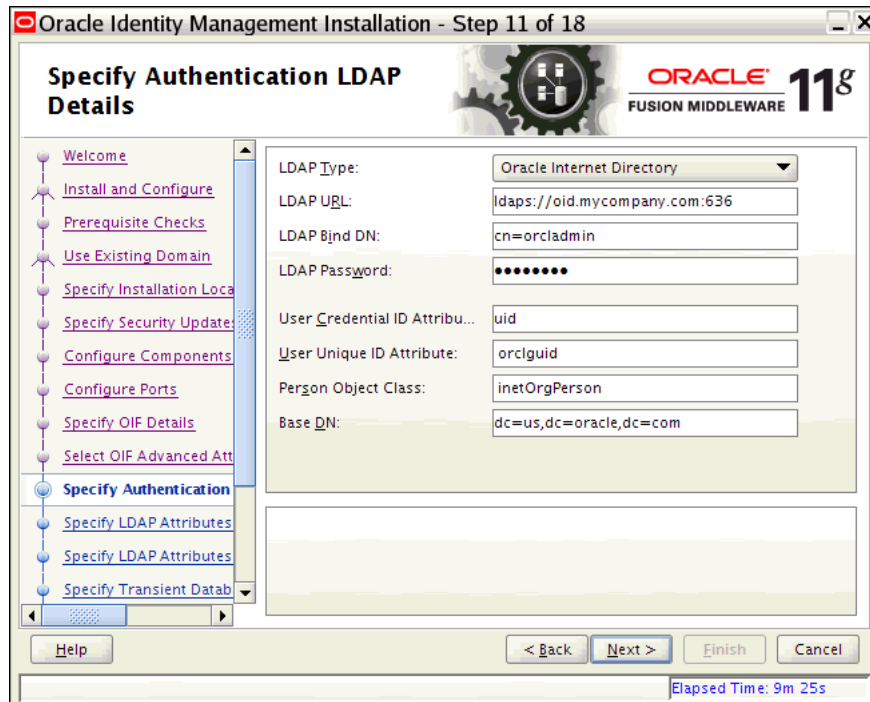 Oracle Identity Management Installation - Step 11 of 18
Specify Authentication LDAP
Details
ORACLE
FUSION MIDDLEWARE
11g
Welcome
Install and Configure
Prerequisite Checks
Use Existing Domain
Specify Installation Loca
Specify Security Updates
Configure Components
Configure Ports
Specify OIF Details
Select OIF Advanced Att
Specify Authentication
Specify LDAP Attributes
Specify LDAP Attributes
Specify Transient Datab
LDAP Type: Oracle Internet Directory
LDAP URL: ldaps://oid.mycompany.com:636
LDAP Bind DN: cn=orcladmin
LDAP Password: ●●●●●●●●
User Credential ID Attribu... uid
User Unique ID Attribute: orclguid
Person Object Class: inetOrgPerson
Base DN: dc=us,dc=oracle,dc=com
Help
< Back
Next >
Finish
Cancel
Elapsed Time: 9m 25s